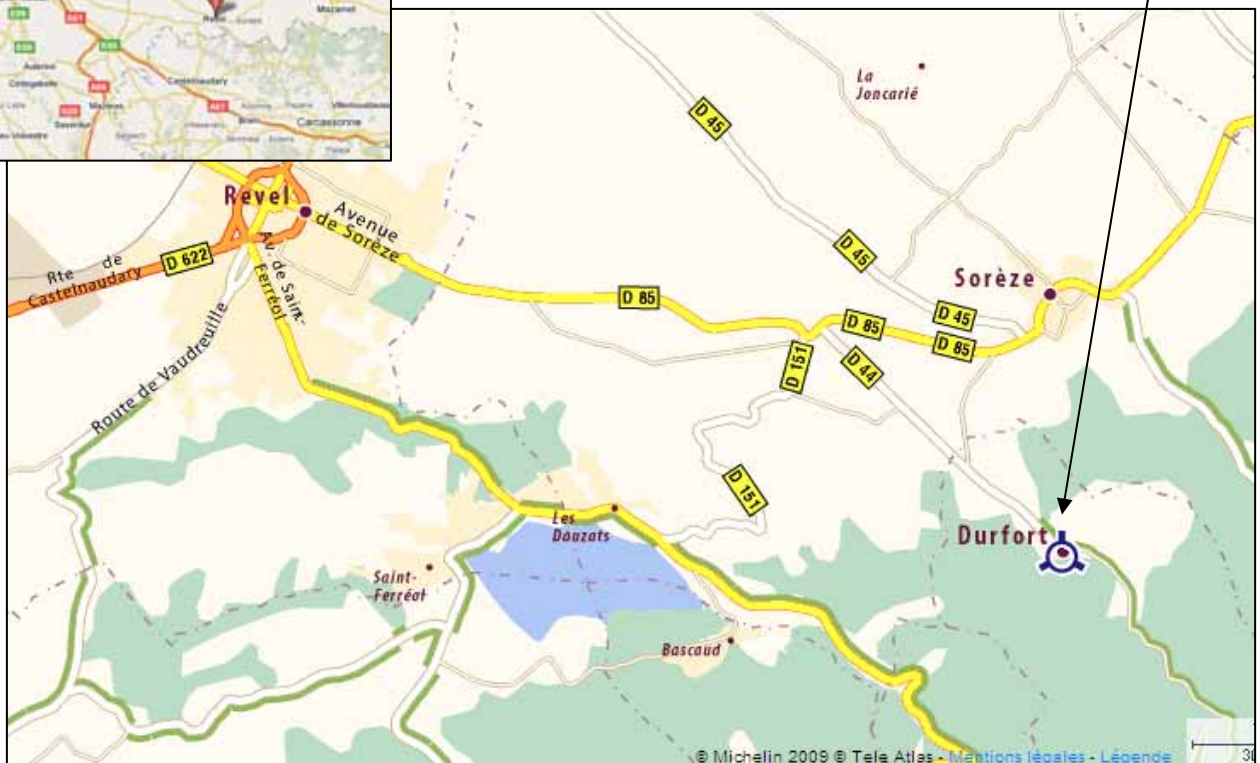 Mazamet
Revel
Castelnaudary
Carcassonne
La
Joncarié
D 45
Revel
Avenue
de Sorèze
D 45
Rte de
Castelnaudary
D 622
Av. de Saint-
Ferréol
Sorèze
D 85
D 45
D 85
D 85
D 151
D 44
Route de Vaudreuille
D 151
Les
Dauzats
Durfort
Saint-
Ferréol
Bascaud
© Michelin 2009 © Tele Atlas - Mentions légales - Légende